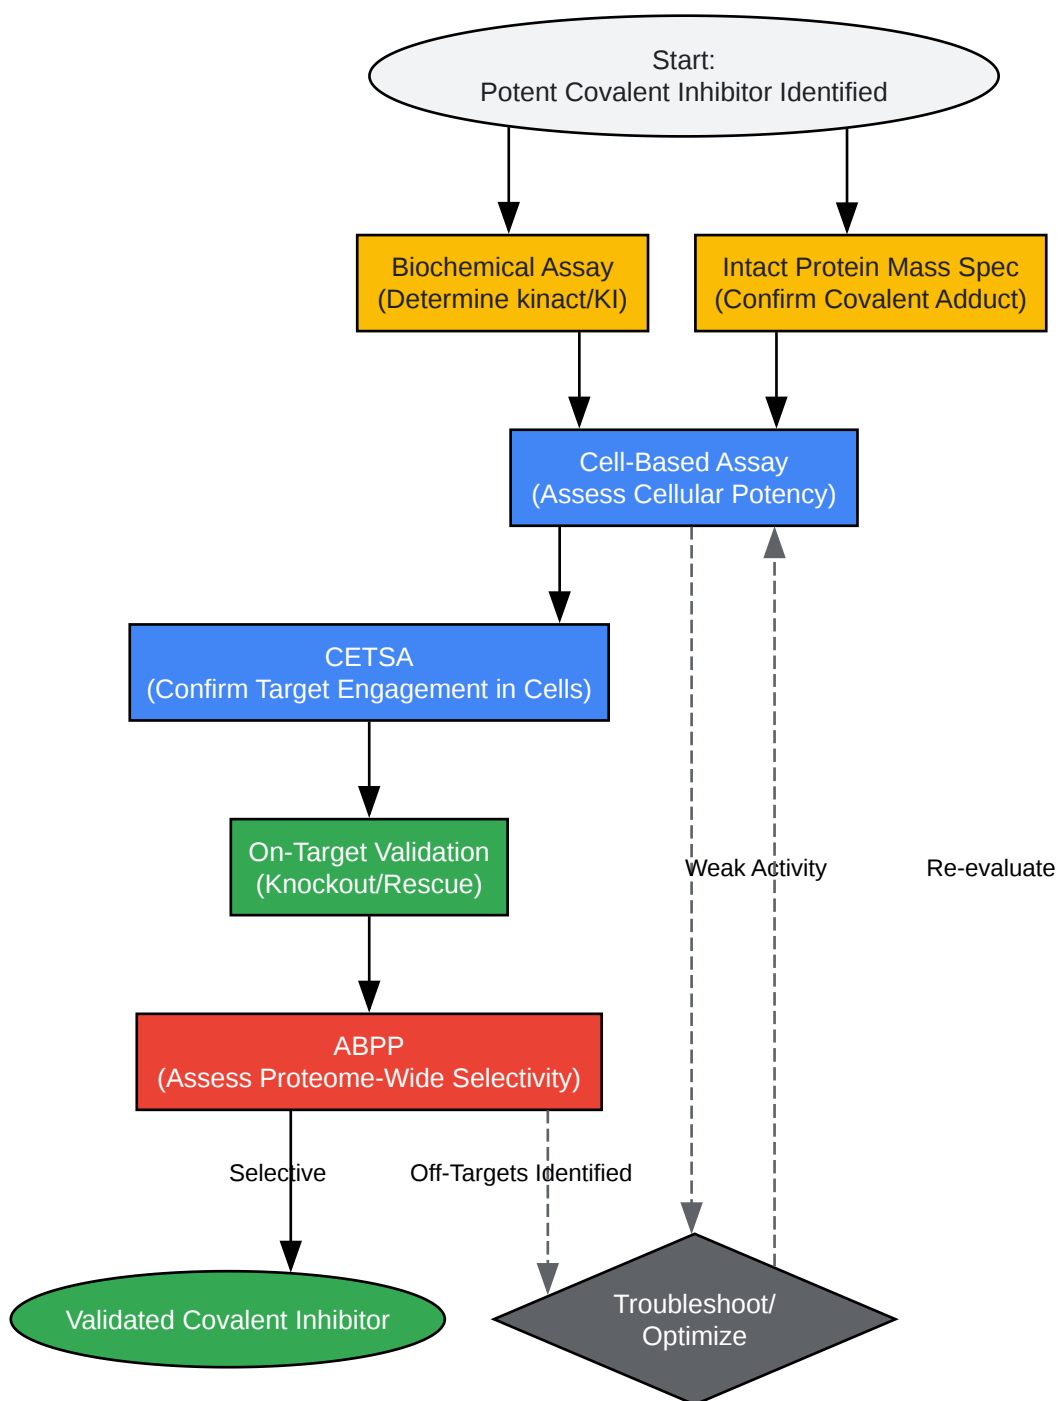 Start:
Potent Covalent Inhibitor Identified
Biochemical Assay
(Determine kinact/KI)
Intact Protein Mass Spec
(Confirm Covalent Adduct)
Cell-Based Assay
(Assess Cellular Potency)
CETSA
(Confirm Target Engagement in Cells)
On-Target Validation
(Knockout/Rescue)
Weak Activity
Re-evaluate
ABPP
(Assess Proteome-Wide Selectivity)
Selective
Off-Targets Identified
Validated Covalent Inhibitor
Troubleshoot/
Optimize